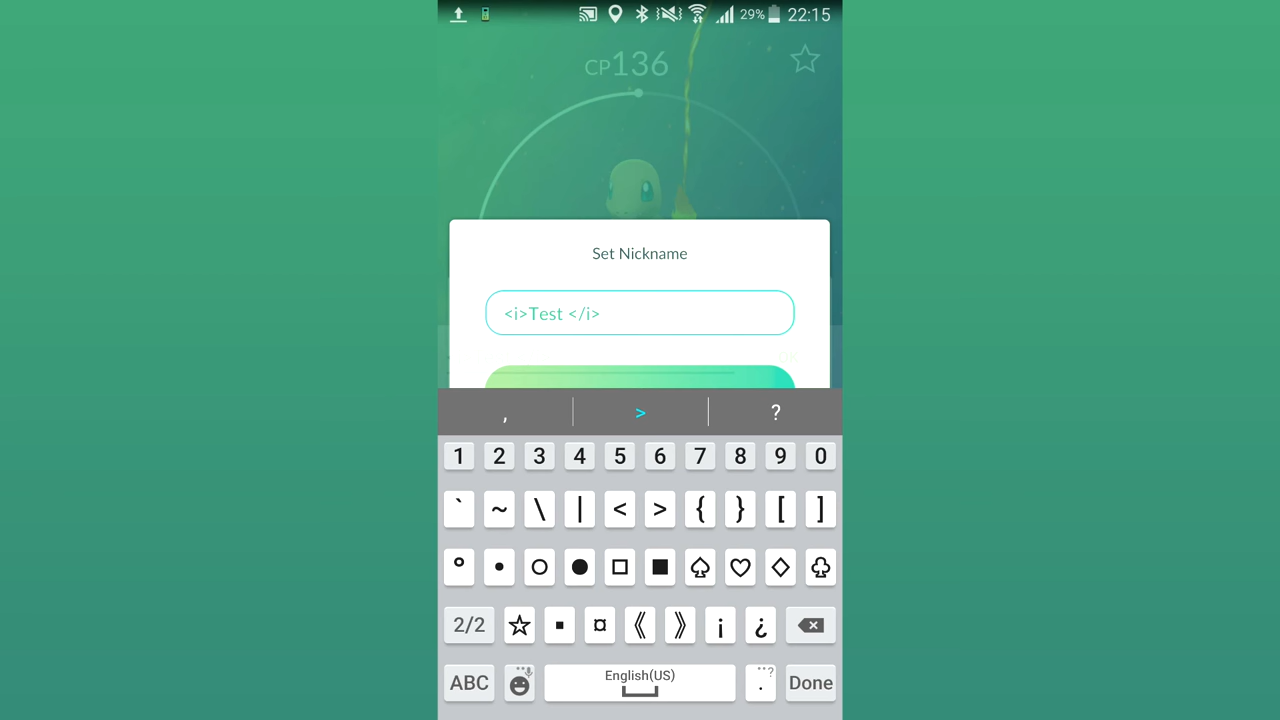 29% 22:15
CP136
Set Nickname
<i>Test </i>
OK
, > ?
1 2 3 4 5 6 7 8 9 0
` ~ \ | < > { } [ ]
° • ○ ● □ ■ ♤ ♡ ◇ ♧
2/2 ☆ ▪ ¤ 《 》 ¡ ¿
ABC English(US) . Done